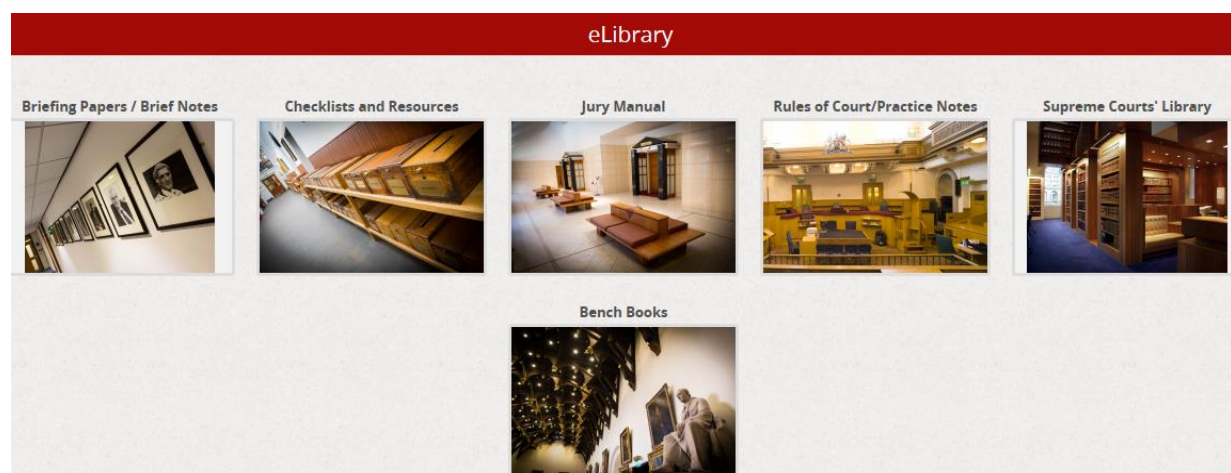 eLibrary
Briefing Papers / Brief Notes
Checklists and Resources
Jury Manual
Rules of Court/Practice Notes
Supreme Courts' Library
Bench Books